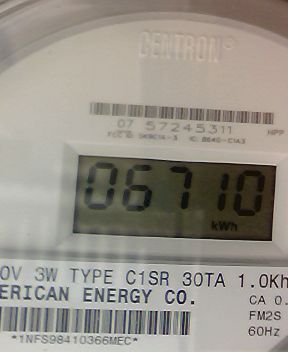 CENTRON®
07 57245311
HPP
06710
kWh
0V 3W TYPE C1SR 30TA 1.0Kh
ERICAN ENERGY CO.
CA 0.
FM2S
60Hz
*1NFS98410366MEC*